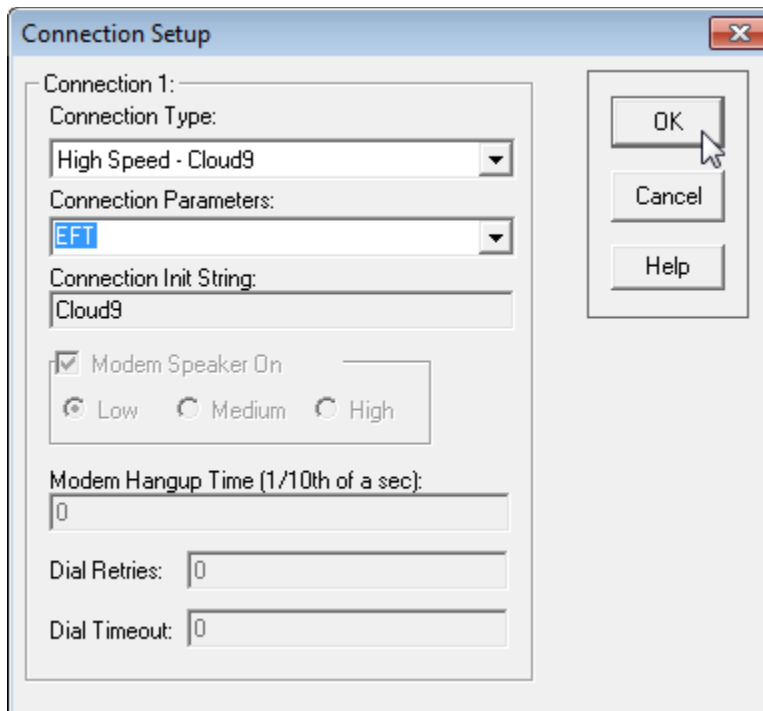 Connection Setup
Connection 1:
Connection Type:
High Speed - Cloud9
Connection Parameters:
EFT
Connection Init String:
Cloud9
Modem Speaker On
Low Medium High
Modem Hangup Time (1/10th of a sec):
0
Dial Retries: 0
Dial Timeout: 0
OK
Cancel
Help